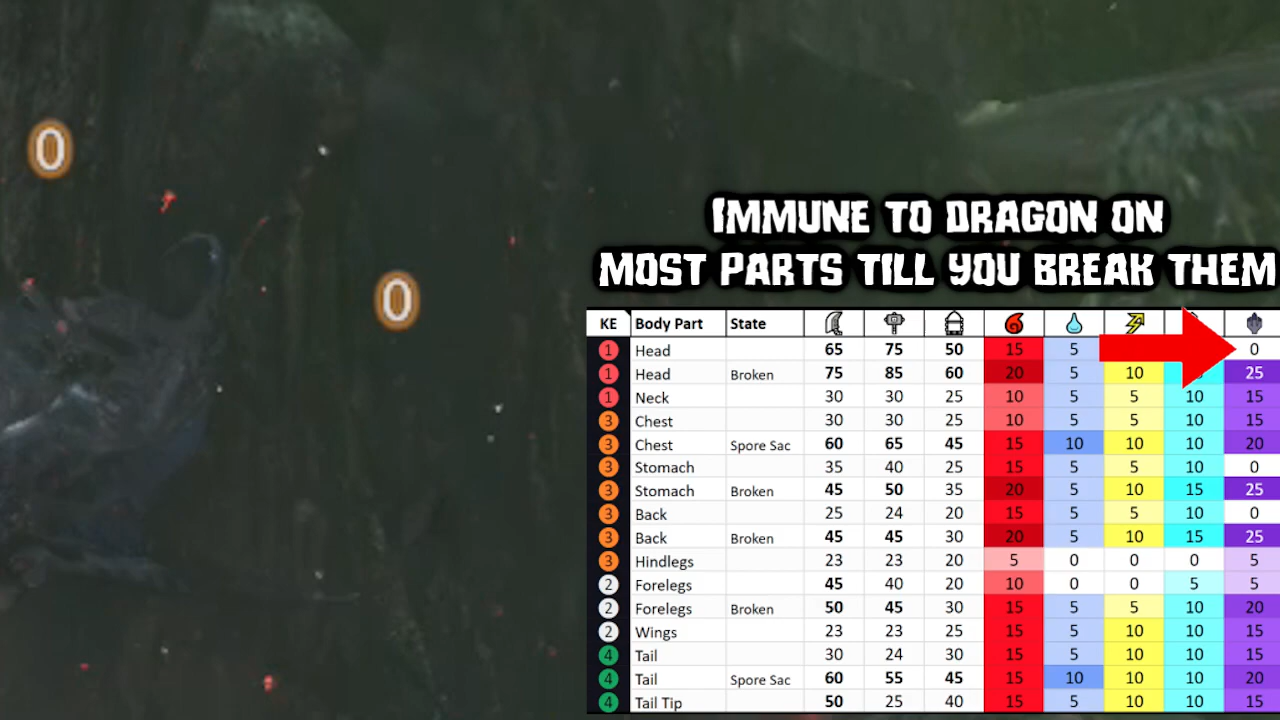 0
0
IMMUNE TO DRAGON ON
MOST PARTS TILL YOU BREAK THEM
KE Body Part State
1 Head 65 75 50 15 5 0
1 Head Broken 75 85 60 20 5 10 25
1 Neck 30 30 25 10 5 5 10 15
3 Chest 30 30 25 10 5 5 10 15
3 Chest Spore Sac 60 65 45 15 10 10 10 20
3 Stomach 35 40 25 15 5 5 10 0
3 Stomach Broken 45 50 35 20 5 10 15 25
3 Back 25 24 20 15 5 5 10 0
3 Back Broken 45 45 30 20 5 10 15 25
3 Hindlegs 23 23 20 5 0 0 0 5
2 Forelegs 45 40 20 10 0 0 5 5
2 Forelegs Broken 50 45 30 15 5 5 10 20
2 Wings 23 23 25 15 5 10 10 15
4 Tail 30 24 30 15 5 10 10 15
4 Tail Spore Sac 60 55 45 15 10 10 10 20
4 Tail Tip 50 25 40 15 5 10 10 15